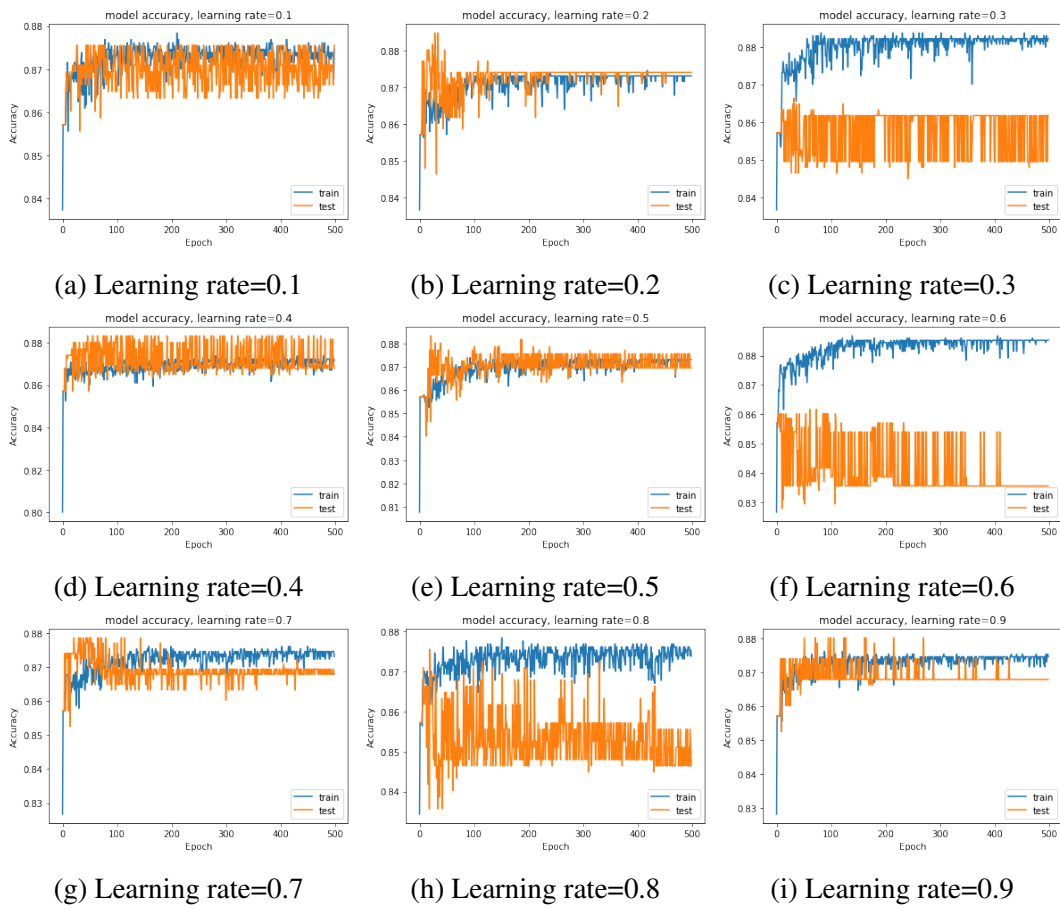 model accuracy, learning rate=0.1
0.88
0.87
0.86
0.85
0.84
Accuracy
0 100 200 300 400 500
Epoch
train
test
(a) Learning rate=0.1
model accuracy, learning rate=0.2
0.88
0.87
0.86
0.85
0.84
Accuracy
0 100 200 300 400 500
Epoch
train
test
(b) Learning rate=0.2
model accuracy, learning rate=0.3
0.88
0.87
0.86
0.85
0.84
Accuracy
0 100 200 300 400 500
Epoch
train
test
(c) Learning rate=0.3
model accuracy, learning rate=0.4
0.88
0.86
0.84
0.82
0.80
Accuracy
0 100 200 300 400 500
Epoch
train
test
(d) Learning rate=0.4
model accuracy, learning rate=0.5
0.88
0.87
0.86
0.85
0.84
0.83
0.82
0.81
Accuracy
0 100 200 300 400 500
Epoch
train
test
(e) Learning rate=0.5
model accuracy, learning rate=0.6
0.88
0.87
0.86
0.85
0.84
0.83
Accuracy
0 100 200 300 400 500
Epoch
train
test
(f) Learning rate=0.6
model accuracy, learning rate=0.7
0.88
0.87
0.86
0.85
0.84
0.83
Accuracy
0 100 200 300 400 500
Epoch
train
test
(g) Learning rate=0.7
model accuracy, learning rate=0.8
0.88
0.87
0.86
0.85
0.84
Accuracy
0 100 200 300 400 500
Epoch
train
test
(h) Learning rate=0.8
model accuracy, learning rate=0.9
0.88
0.87
0.86
0.85
0.84
0.83
Accuracy
0 100 200 300 400 500
Epoch
train
test
(i) Learning rate=0.9